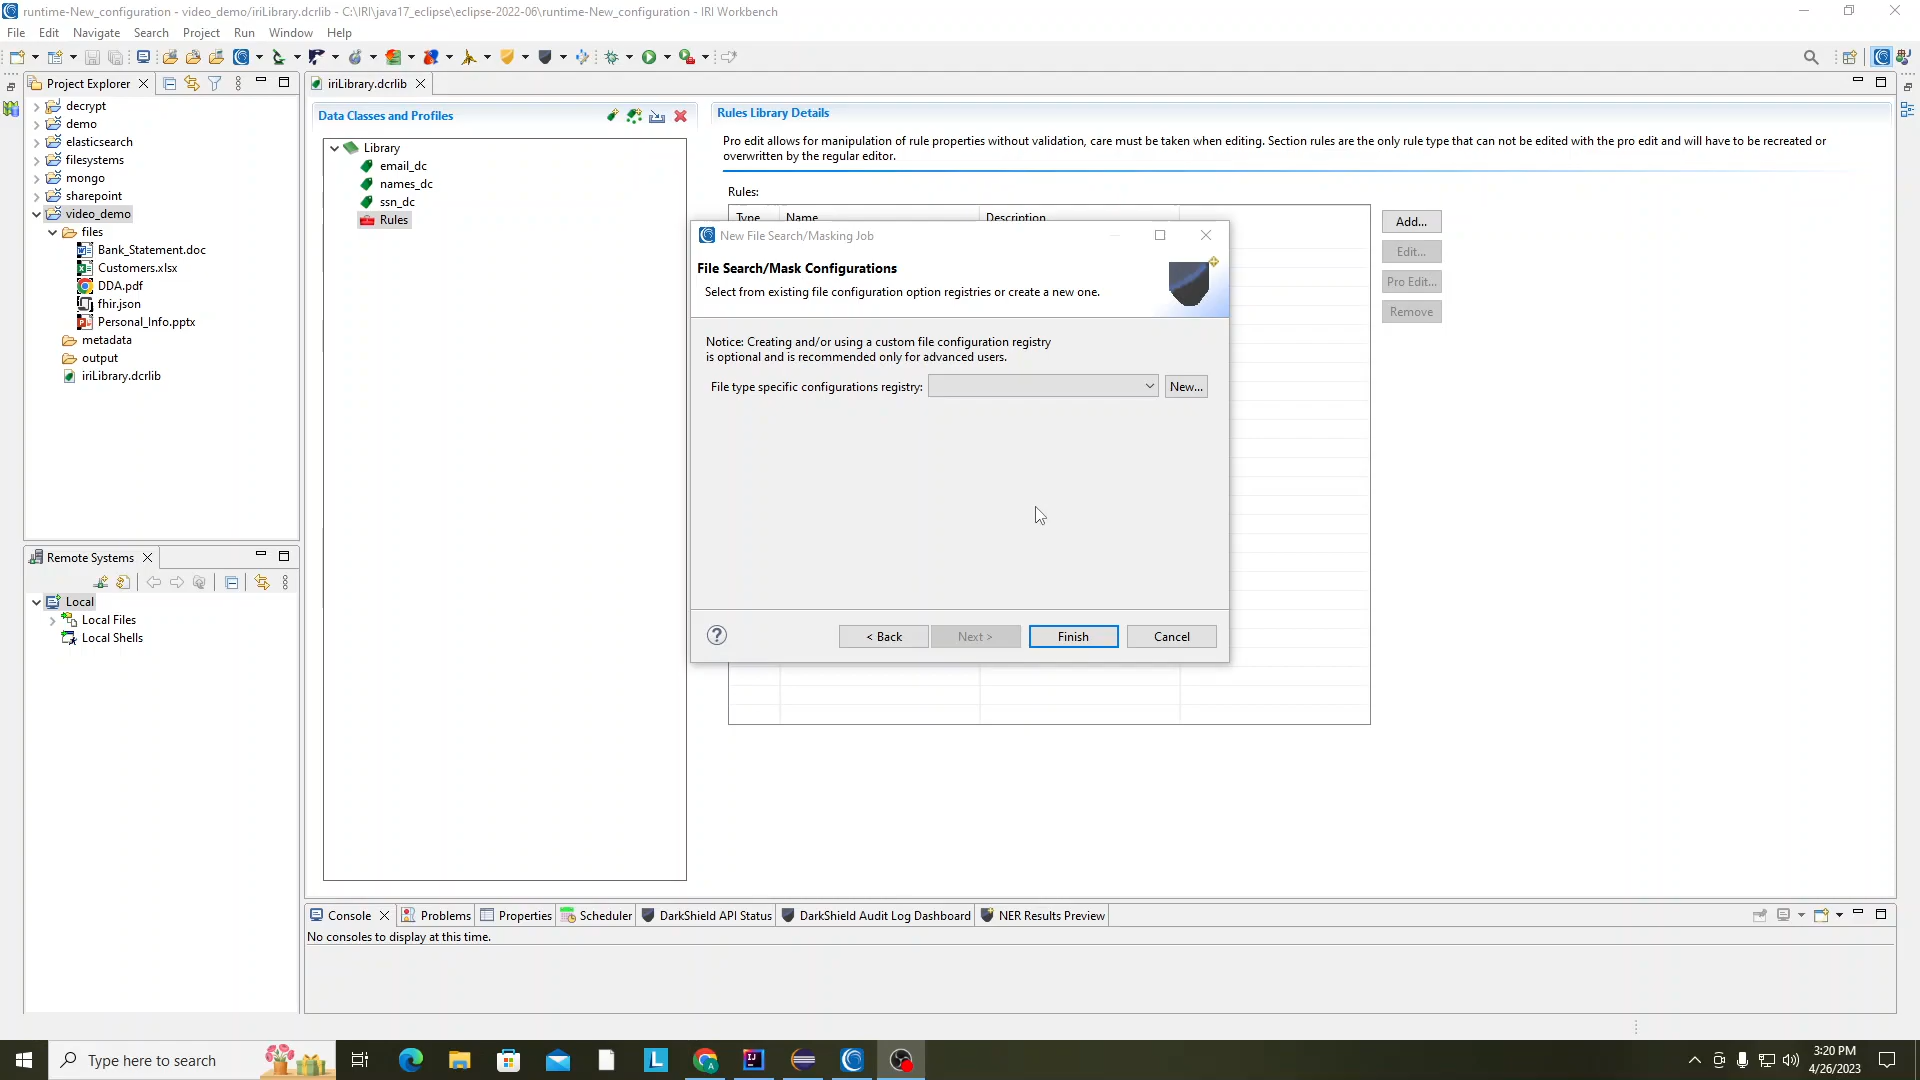 runtime-New_configuration - video_demo/iriLibrary.dcrlib - C:\IRI\java17_eclipse\eclipse-2022-06\runtime-New_configuration - IRI Workbench
File Edit Navigate Search Project Run Window Help
Project Explorer
iriLibrary.dcrlib
decrypt
demo
elasticsearch
filesystems
mongo
sharepoint
video_demo
files
Bank_Statement.doc
Customers.xlsx
DDA.pdf
fhir.json
Personal_Info.pptx
metadata
output
iriLibrary.dcrlib
Data Classes and Profiles
Library
email_dc
names_dc
ssn_dc
Rules
Rules Library Details
Pro edit allows for manipulation of rule properties without validation, care must be taken when editing. Section rules are the only rule type that can not be edited with the pro edit and will have to be recreated or
overwritten by the regular editor.
Rules:
Type Name Description
Add...
Edit...
Pro Edit...
Remove
New File Search/Masking Job
File Search/Mask Configurations
Select from existing file configuration option registries or create a new one.
Notice: Creating and/or using a custom file configuration registry
is optional and is recommended only for advanced users.
File type specific configurations registry: New...
? < Back Next > Finish Cancel
Remote Systems
Local
Local Files
Local Shells
Console Problems Properties Scheduler DarkShield API Status DarkShield Audit Log Dashboard NER Results Preview
No consoles to display at this time.
Type here to search
3:20 PM
4/26/2023